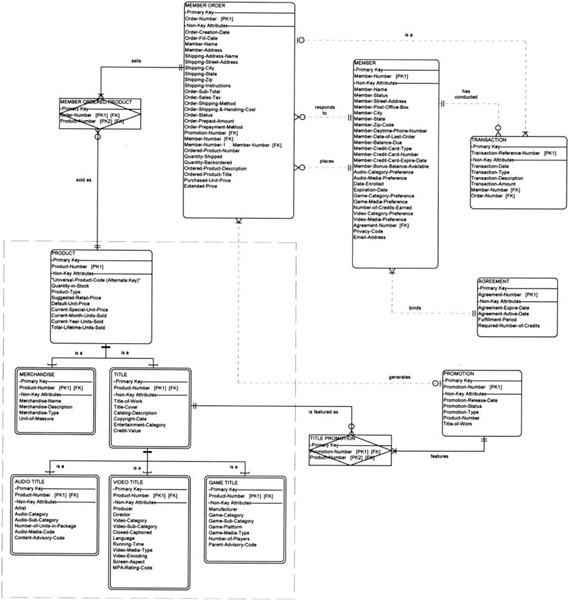 MEMBER ORDER
-Primary Key
Order-Number [PK1]
-Non-Key Attributes
Order-Creation-Date
Order-Fill-Date
Member-Name
Member-Address
Shipping-Address-Name
Shipping-Street-Address
Shipping-City
Shipping-State
Shipping-Zip
Shipping-Instructions
Order-Sub-Total
Order-Sales-Tax
Order-Shipping-Method
Order-Shipping-&-Handling-Cost
Order-Status
Order-Prepaid-Amount
Order-Prepayment-Method
Promotion-Number [FK]
Member-Number [FK]
Member-Number-1 . Member-Number [FK]
Ordered-Product-Number
Quantity-Shipped
Quantity-Backordered
Ordered-Product-Description
Ordered-Product-Title
Purchased-Unit-Price
Extended-Price
is a
sells
MEMBER ORDERED PRODUCT
-Primary Key
Order-Number [PK1] [FK]
Product-Number [PK2] [FK]
sold as
responds
to
places
MEMBER
-Primary Key
Member-Number [PK1]
-Non-Key Attributes
Member-Name
Member-Status
Member-Street-Address
Member-Post-Office-Box
Member-City
Member-State
Member-Zip-Code
Member-Daytime-Phone-Number
Member-Date-of-Last-Order
Member-Balance-Due
Member-Credit-Card-Type
Member-Credit-Card-Number
Member-Credit-Card-Expire-Date
Member-Bonus-Balance-Available
Audio-Category-Preference
Audio-Media-Preference
Date-Enrolled
Expiration-Date
Game-Category-Preference
Game-Media-Preference
Number-of-Credits-Earned
Video-Category-Preference
Video-Media-Preference
Agreement-Number [FK]
Privacy-Code
Email-Address
has
conducted
TRANSACTION
-Primary Key
Transaction-Reference-Number [PK1]
-Non-Key Attributes
Transaction-Date
Transaction-Type
Transaction-Description
Transaction-Amount
Member-Number [FK]
Order-Number [FK]
PRODUCT
-Primary Key
Product-Number [PK1]
-Non-Key Attributes
"Universal-Product-Code (Alternate Key)"
Quantity-in-Stock
Product-Type
Suggested-Retail-Price
Default-Unit-Price
Current-Special-Unit-Price
Current-Month-Units-Sold
Current-Year-Units-Sold
Total-Lifetime-Units-Sold
binds
AGREEMENT
-Primary Key
Agreement-Number [PK1]
-Non-Key Attributes
Agreement-Expire-Date
Agreement-Active-Date
Fulfillment-Period
Required-Number-of-Credits
is a
is a
MERCHANDISE
-Primary Key
Product-Number [PK1] [FK]
-Non-Key Attributes
Merchandise-Name
Merchandise-Description
Merchandise-Type
Unit-of-Measure
TITLE
-Primary Key
Product-Number [PK1] [FK]
-Non-Key Attributes
Title-of-Work
Title-Cover
Catalog-Description
Copyright-Date
Entertainment-Category
Credit-Value
generates
PROMOTION
-Primary Key
Promotion-Number [PK1]
-Non-Key Attributes
Promotion-Release-Date
Promotion-Status
Promotion-Type
Product-Number
Title-of-Work
is featured as
TITLE PROMOTION
-Primary Key
Promotion-Number [PK1] [FK]
Product-Number [PK2] [FK]
features
is a
is a
is a
AUDIO TITLE
-Primary Key
Product-Number [PK1] [FK]
-Non-Key Attributes
Artist
Audio-Category
Audio-Sub-Category
Number-of-Units-in-Package
Audio-Media-Code
Content-Advisory-Code
VIDEO TITLE
-Primary Key
Product-Number [PK1] [FK]
-Non-Key Attributes
Producer
Director
Video-Category
Video-Sub-Category
Closed-Captioned
Language
Running-Time
Video-Media-Type
Video-Encoding
Screen-Aspect
MPA-Rating-Code
GAME TITLE
-Primary Key
Product-Number [PK1] [FK]
-Non-Key Attributes
Manufacturer
Game-Category
Game-Sub-Category
Game-Platform
Game-Media-Type
Number-of-Players
Parent-Advisory-Code